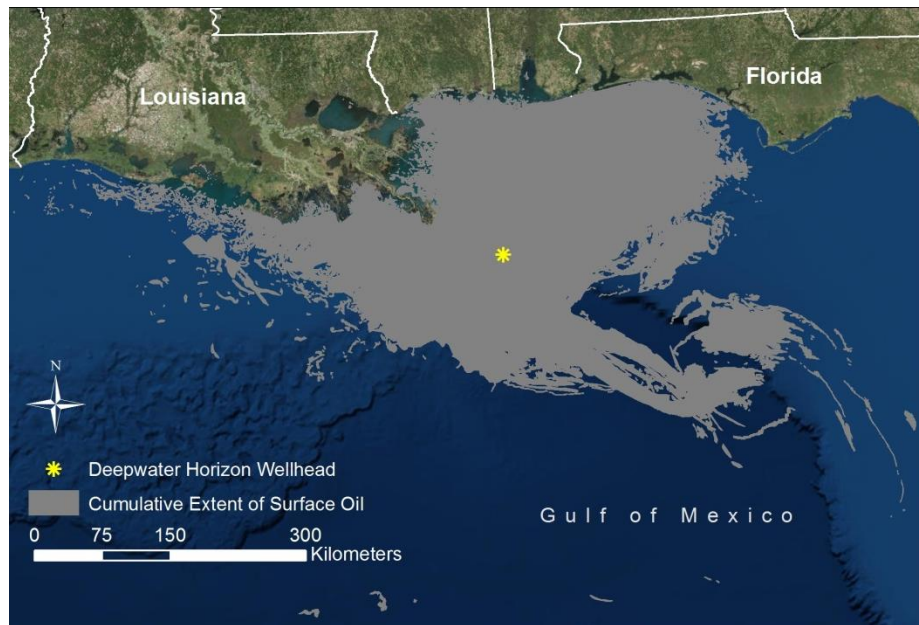 Louisiana
Florida
N
Deepwater Horizon Wellhead
Cumulative Extent of Surface Oil
0 75 150 300
Kilometers
Gulf of Mexico